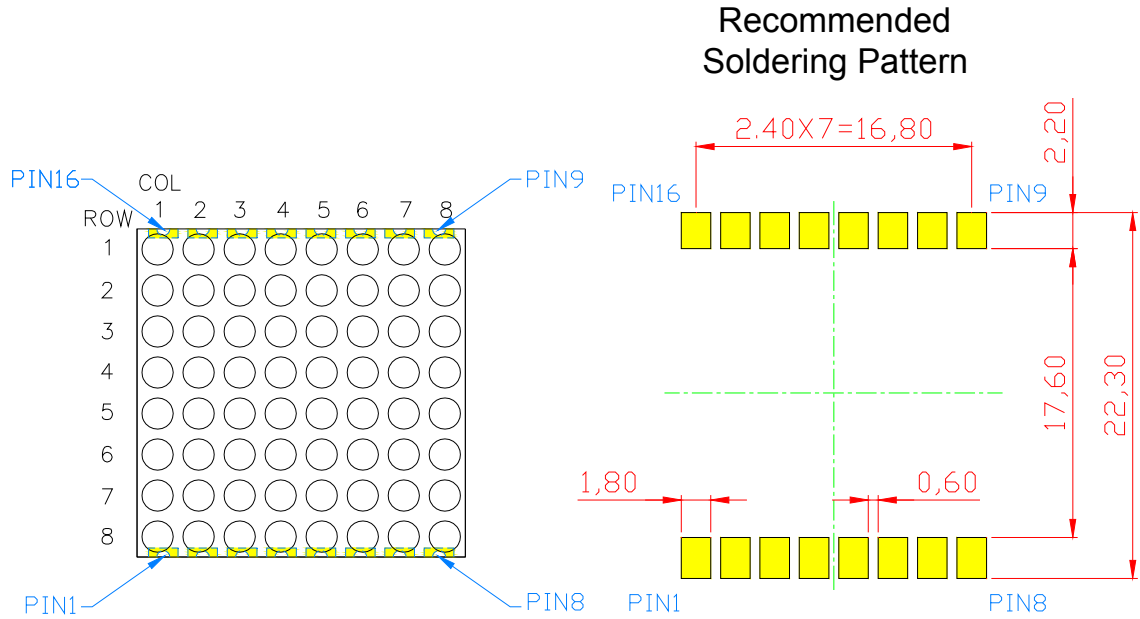 Recommended
Soldering Pattern
2.40X7=16,80
2,20
PIN16
COL
PIN9
PIN16
PIN9
ROW
1 2 3 4 5 6 7 8
1
2
3
4
5
6
7
8
17,60
22,30
1,80
0,60
PIN1
PIN8
PIN1
PIN8